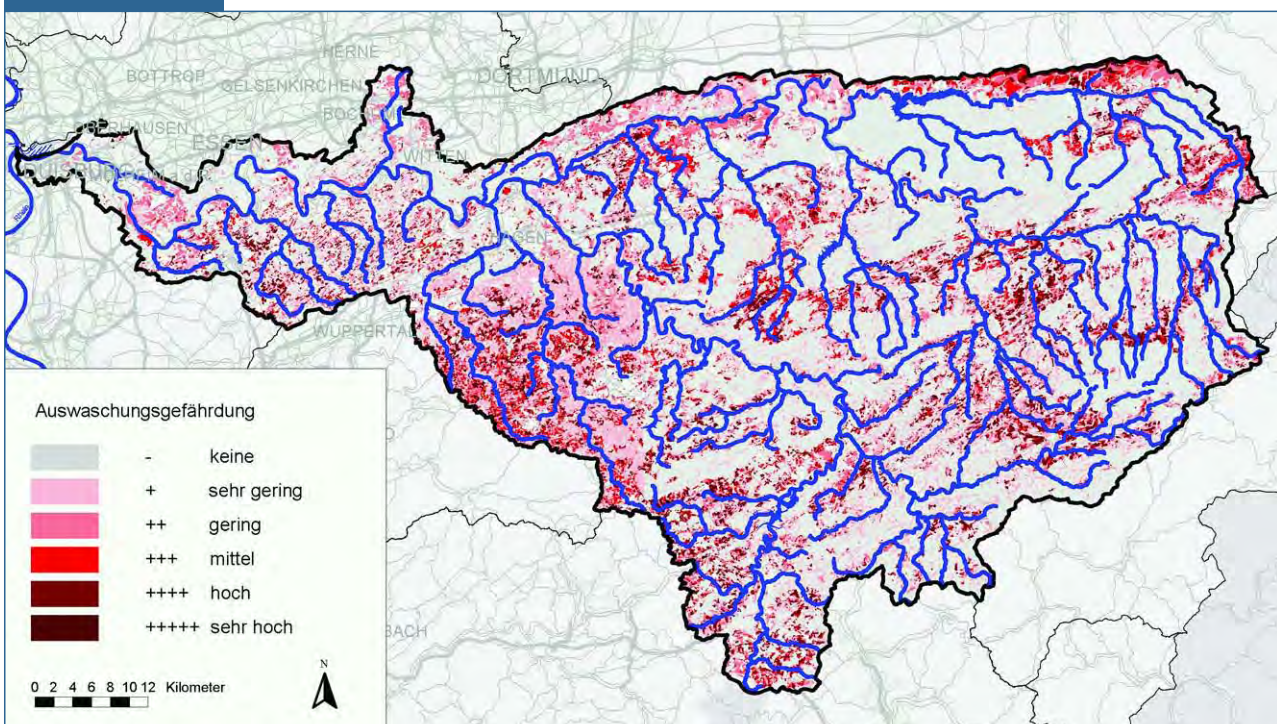 HERNE
BOTTROP
GELSENKIRCHEN
DORTMUND
OBERHAUSEN
ESSEN
WITTEN
HAGEN
Auswaschungsgefährdung
- keine
+ sehr gering
++ gering
+++ mittel
++++ hoch
+++++ sehr hoch
N
0 2 4 6 8 10 12 Kilometer